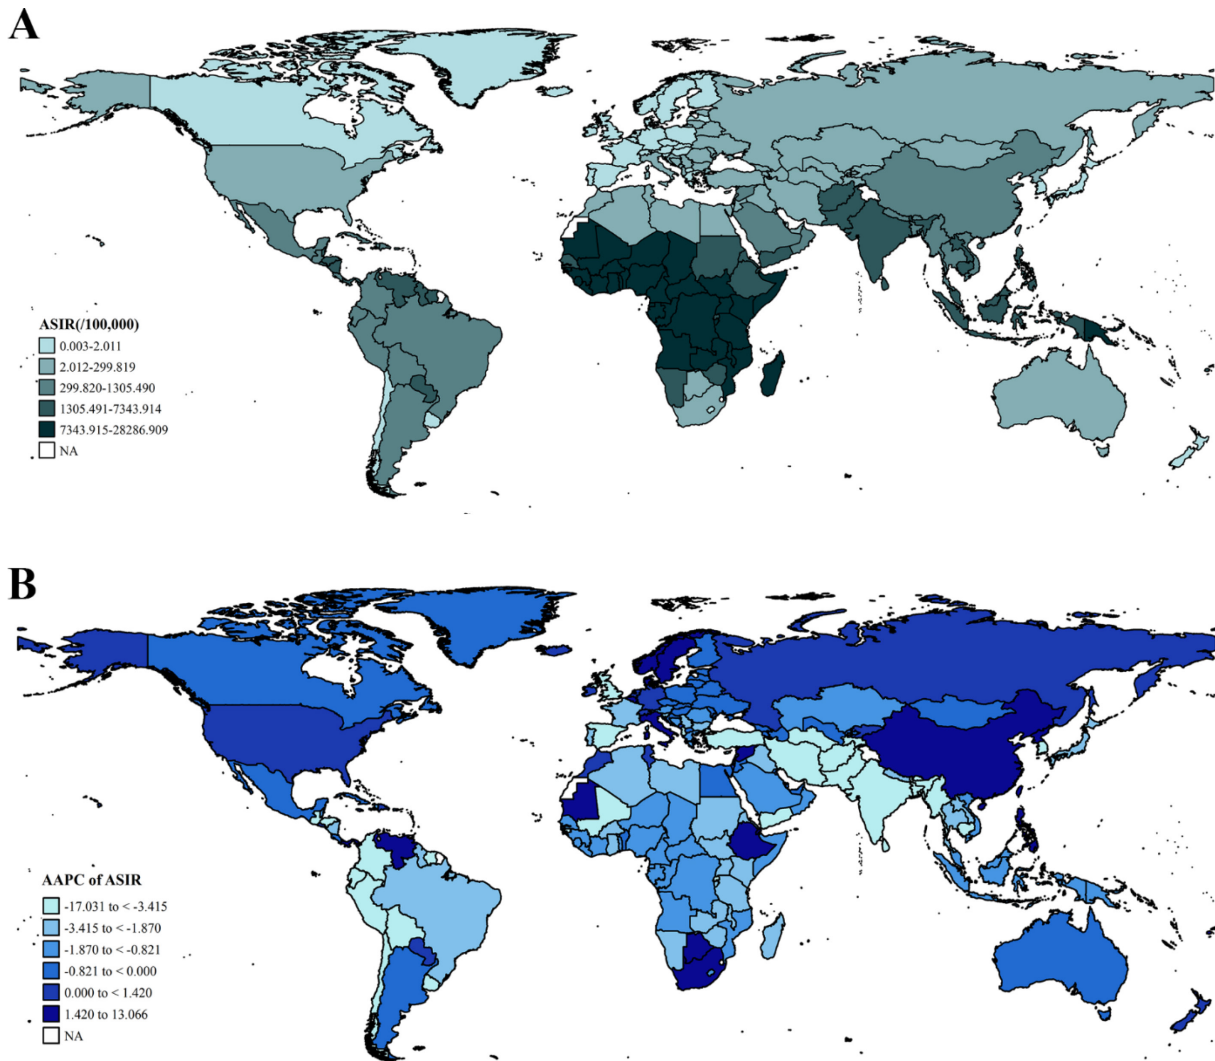 A
ASIR(/100,000)
0.003-2.011
2.012-299.819
299.820-1305.490
1305.491-7343.914
7343.915-28286.909
NA
B
AAPC of ASIR
-17.031 to < -3.415
-3.415 to < -1.870
-1.870 to < -0.821
-0.821 to < 0.000
0.000 to < 1.420
1.420 to 13.066
NA